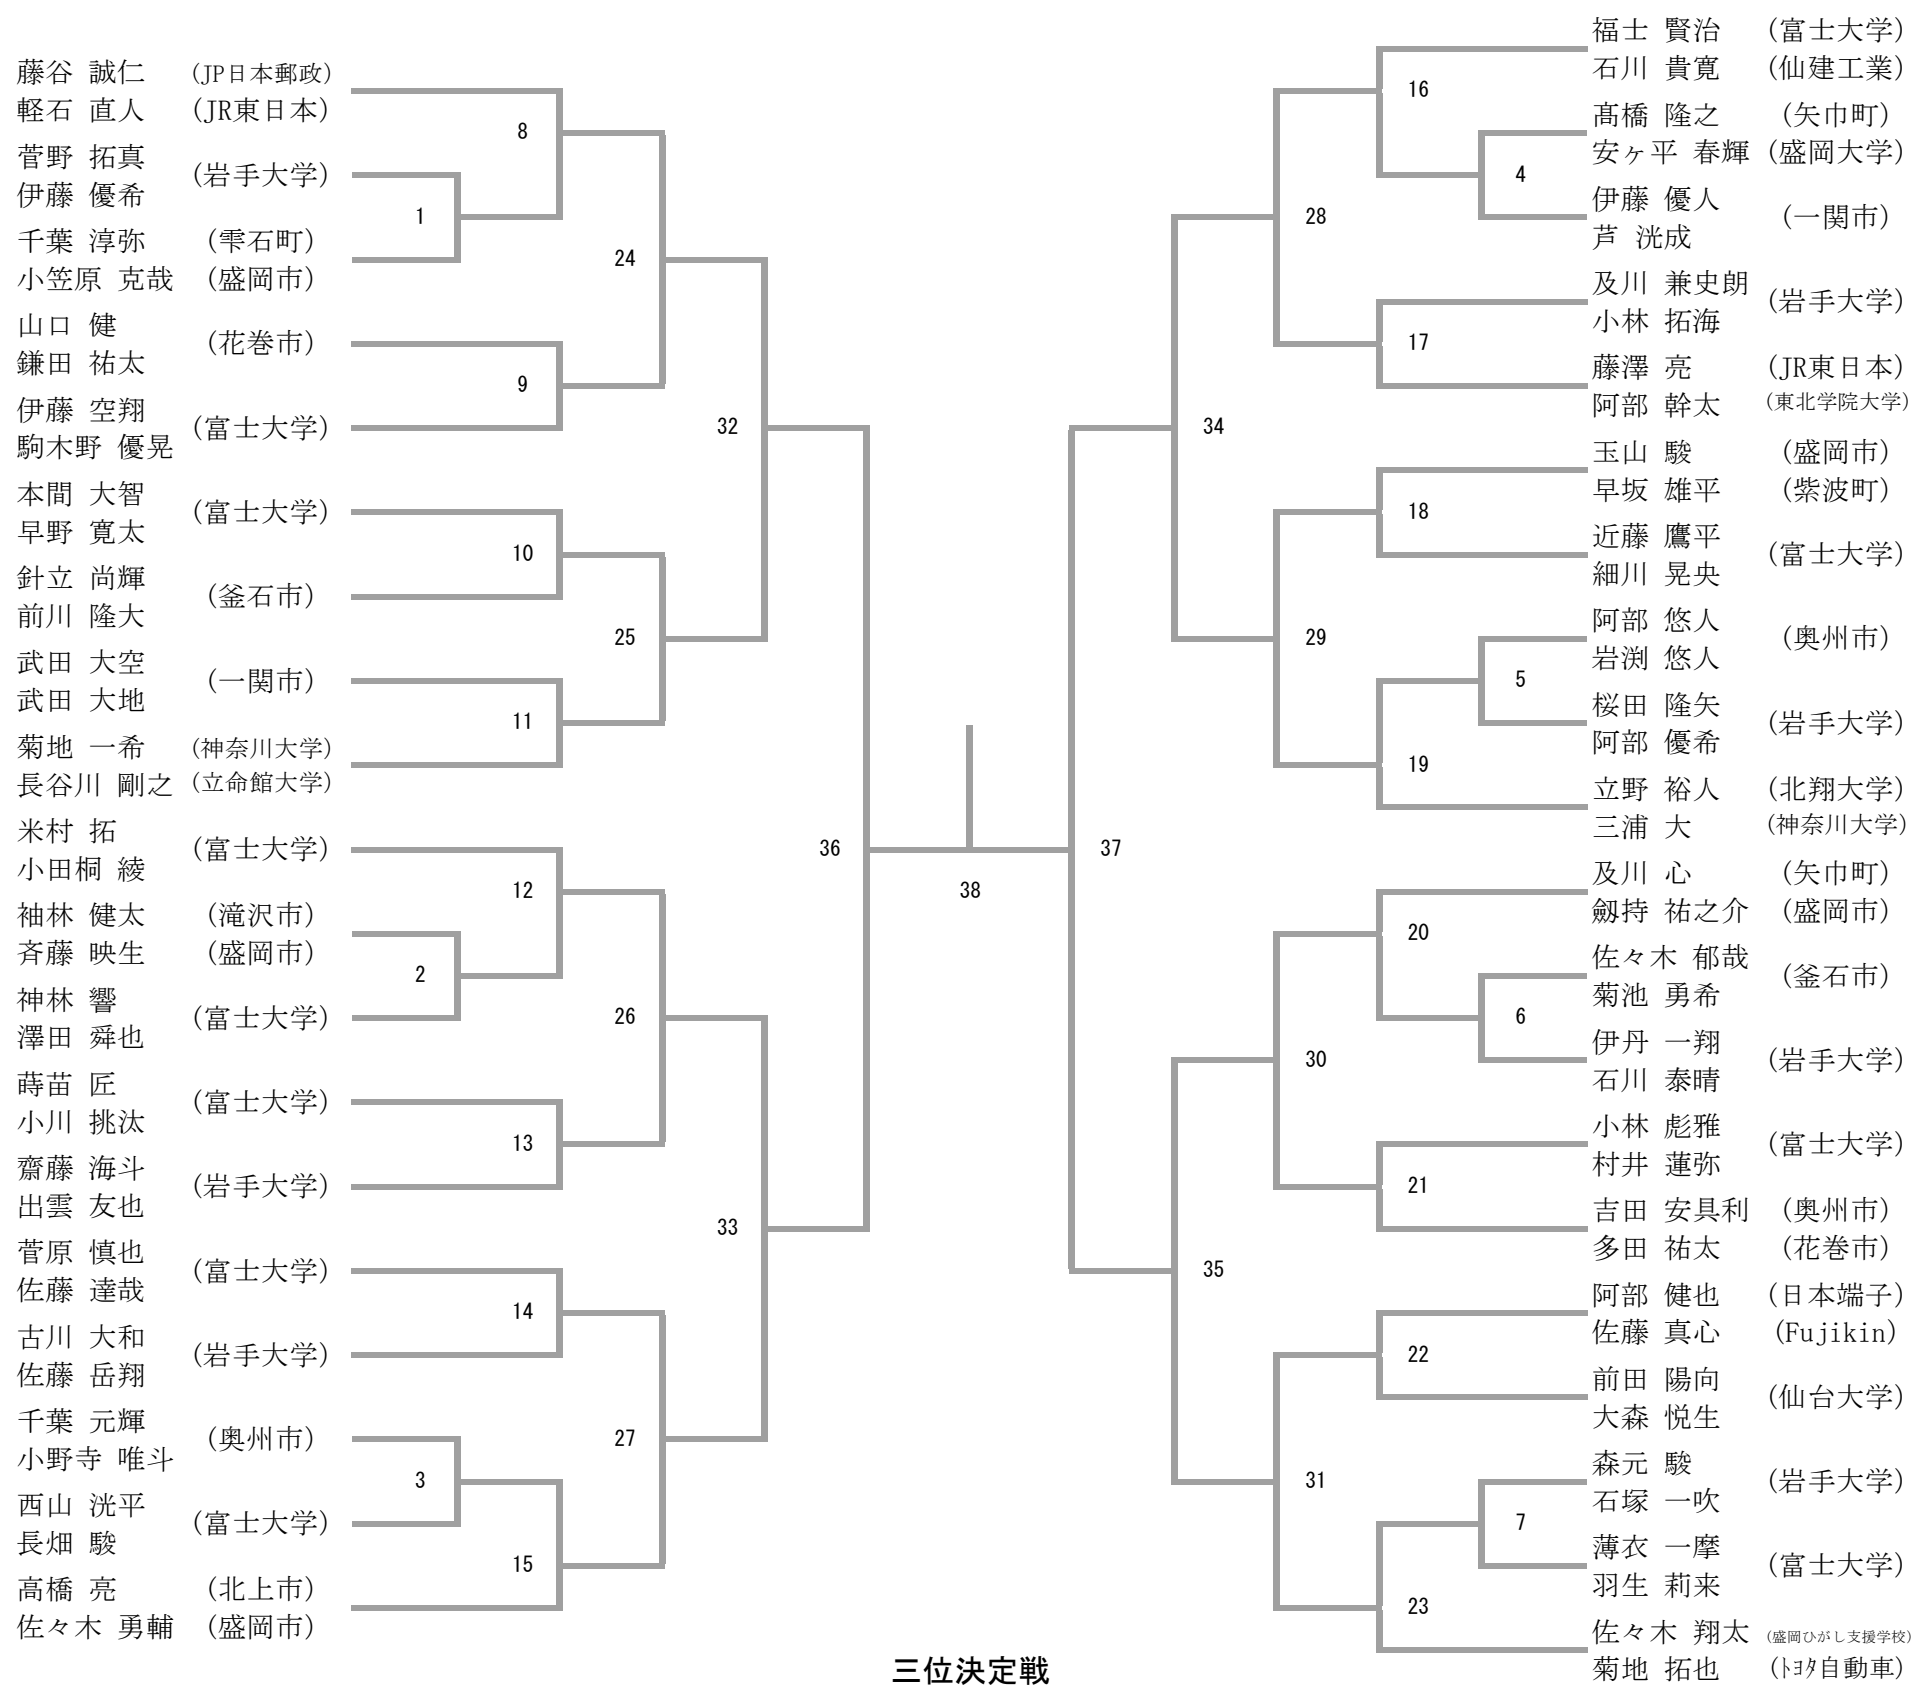 藤谷 誠仁 (JP日本郵政)
軽石 直人 (JR東日本)
8
菅野 拓真
(岩手大学)
伊藤 優希
1
千葉 淳弥 (雫石町)
小笠原 克哉 (盛岡市)
24
山口 健
(花巻市)
鎌田 祐太
9
伊藤 空翔
(富士大学)
駒木野 優晃
32
本間 大智
(富士大学)
早野 寛太
10
針立 尚輝
(釜石市)
前川 隆大
25
武田 大空
(一関市)
武田 大地
11
菊地 一希 (神奈川大学)
長谷川 剛之 (立命館大学)
36
米村 拓
(富士大学)
小田桐 綾
12
袖林 健太 (滝沢市)
斉藤 映生 (盛岡市)
2
神林 響
(富士大学)
澤田 舜也
26
蒔苗 匠
(富士大学)
小川 挑汰
13
齋藤 海斗
(岩手大学)
出雲 友也
33
菅原 慎也
(富士大学)
佐藤 達哉
14
古川 大和
(岩手大学)
佐藤 岳翔
27
千葉 元輝
(奥州市)
小野寺 唯斗
3
西山 洸平
(富士大学)
長畑 駿
15
高橋 亮 (北上市)
佐々木 勇輔 (盛岡市)
38
三位決定戦
福士 賢治 (富士大学)
石川 貴寛 (仙建工業)
16
髙橋 隆之 (矢巾町)
安ヶ平 春輝 (盛岡大学)
4
伊藤 優人
(一関市)
芦 洸成
28
及川 兼史朗
(岩手大学)
小林 拓海
17
藤澤 亮 (JR東日本)
阿部 幹太 (東北学院大学)
34
玉山 駿 (盛岡市)
早坂 雄平 (紫波町)
18
近藤 鷹平
(富士大学)
細川 晃央
29
阿部 悠人
(奥州市)
岩渕 悠人
5
桜田 隆矢
(岩手大学)
阿部 優希
19
立野 裕人 (北翔大学)
三浦 大 (神奈川大学)
37
及川 心 (矢巾町)
劔持 祐之介 (盛岡市)
20
佐々木 郁哉
(釜石市)
菊池 勇希
6
伊丹 一翔
(岩手大学)
石川 泰晴
30
小林 彪雅
(富士大学)
村井 蓮弥
21
吉田 安具利 (奥州市)
多田 祐太 (花巻市)
35
阿部 健也 (日本端子)
佐藤 真心 (Fujikin)
22
前田 陽向
(仙台大学)
大森 悦生
31
森元 駿
(岩手大学)
石塚 一吹
7
薄衣 一摩
(富士大学)
羽生 莉来
23
佐々木 翔太 (盛岡ひがし支援学校)
菊地 拓也 (ﾄﾖﾀ自動車)